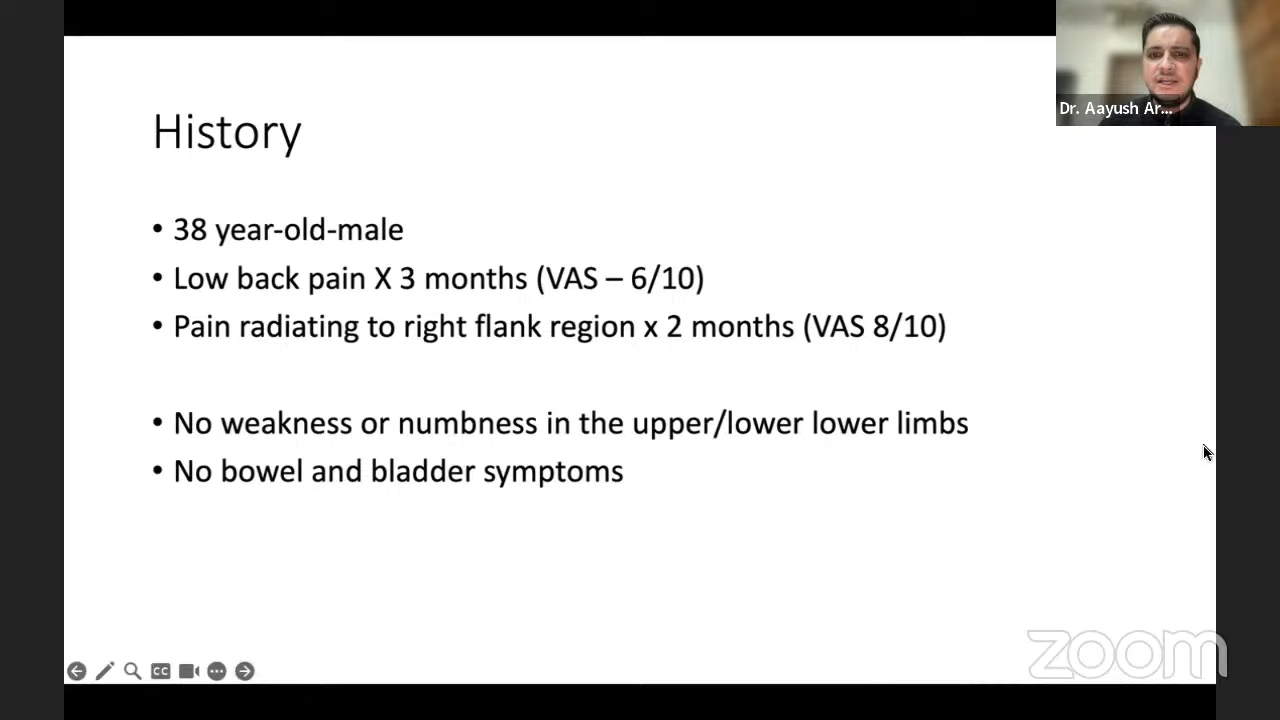 Dr. Aayush Ar...
History
• 38 year-old-male
• Low back pain X 3 months (VAS – 6/10)
• Pain radiating to right flank region x 2 months (VAS 8/10)
• No weakness or numbness in the upper/lower lower limbs
• No bowel and bladder symptoms
CC
zoom